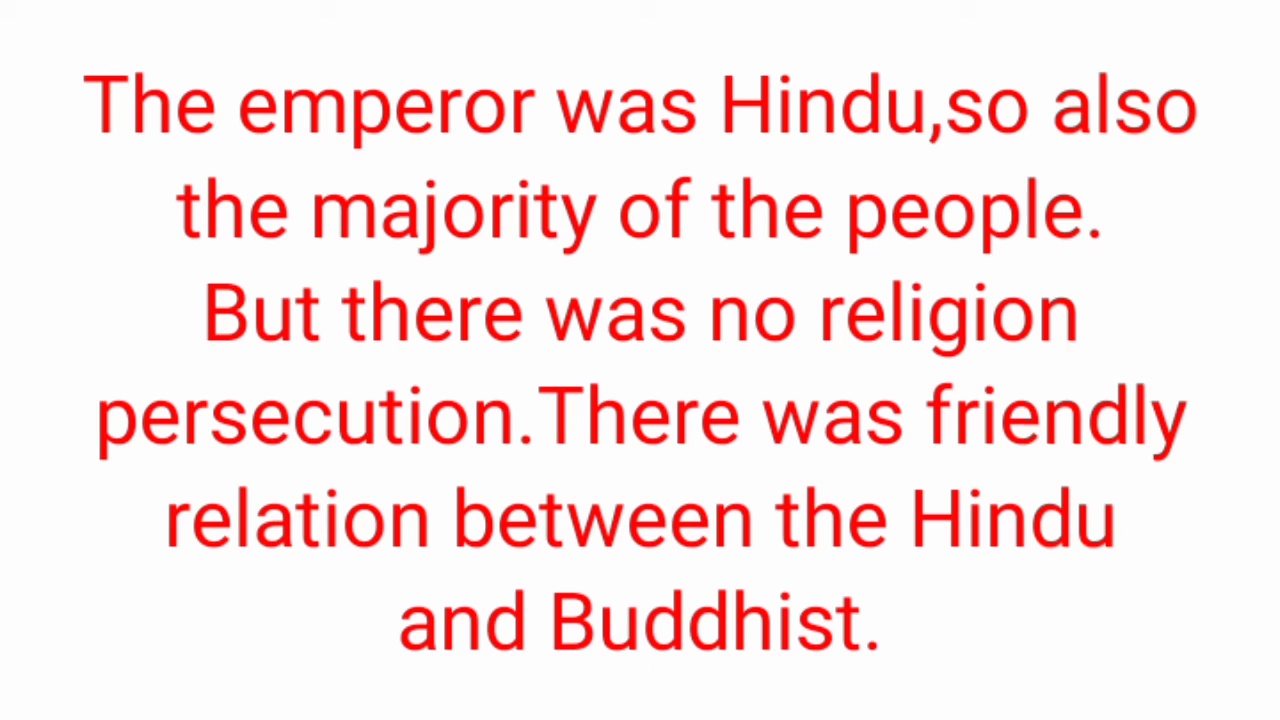 The emperor was Hindu,so also
the majority of the people.
But there was no religion
persecution.There was friendly
relation between the Hindu
and Buddhist.